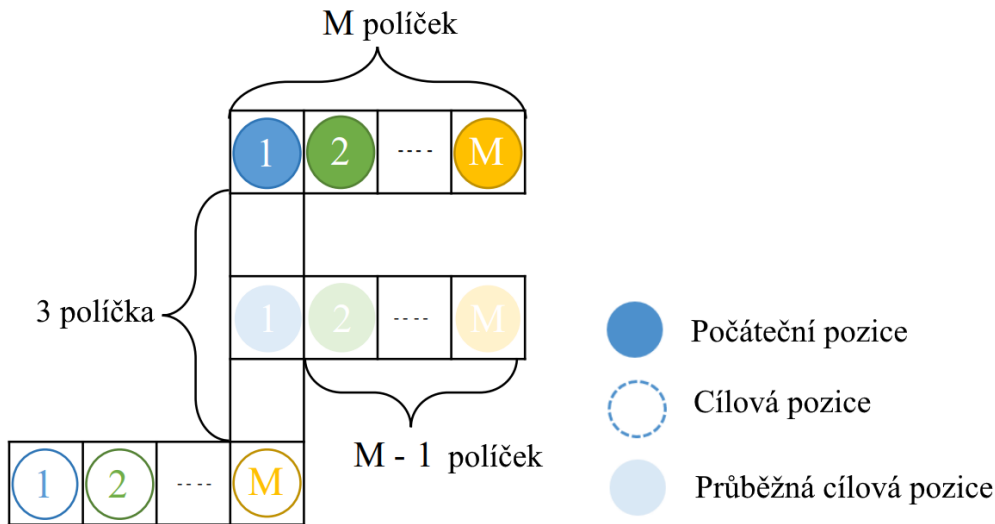 M políček
1 2 ---- M
3 políčka
1 2 ---- M
Počáteční pozice
Cílová pozice
M - 1 políček
1 2 ---- M
Průběžná cílová pozice